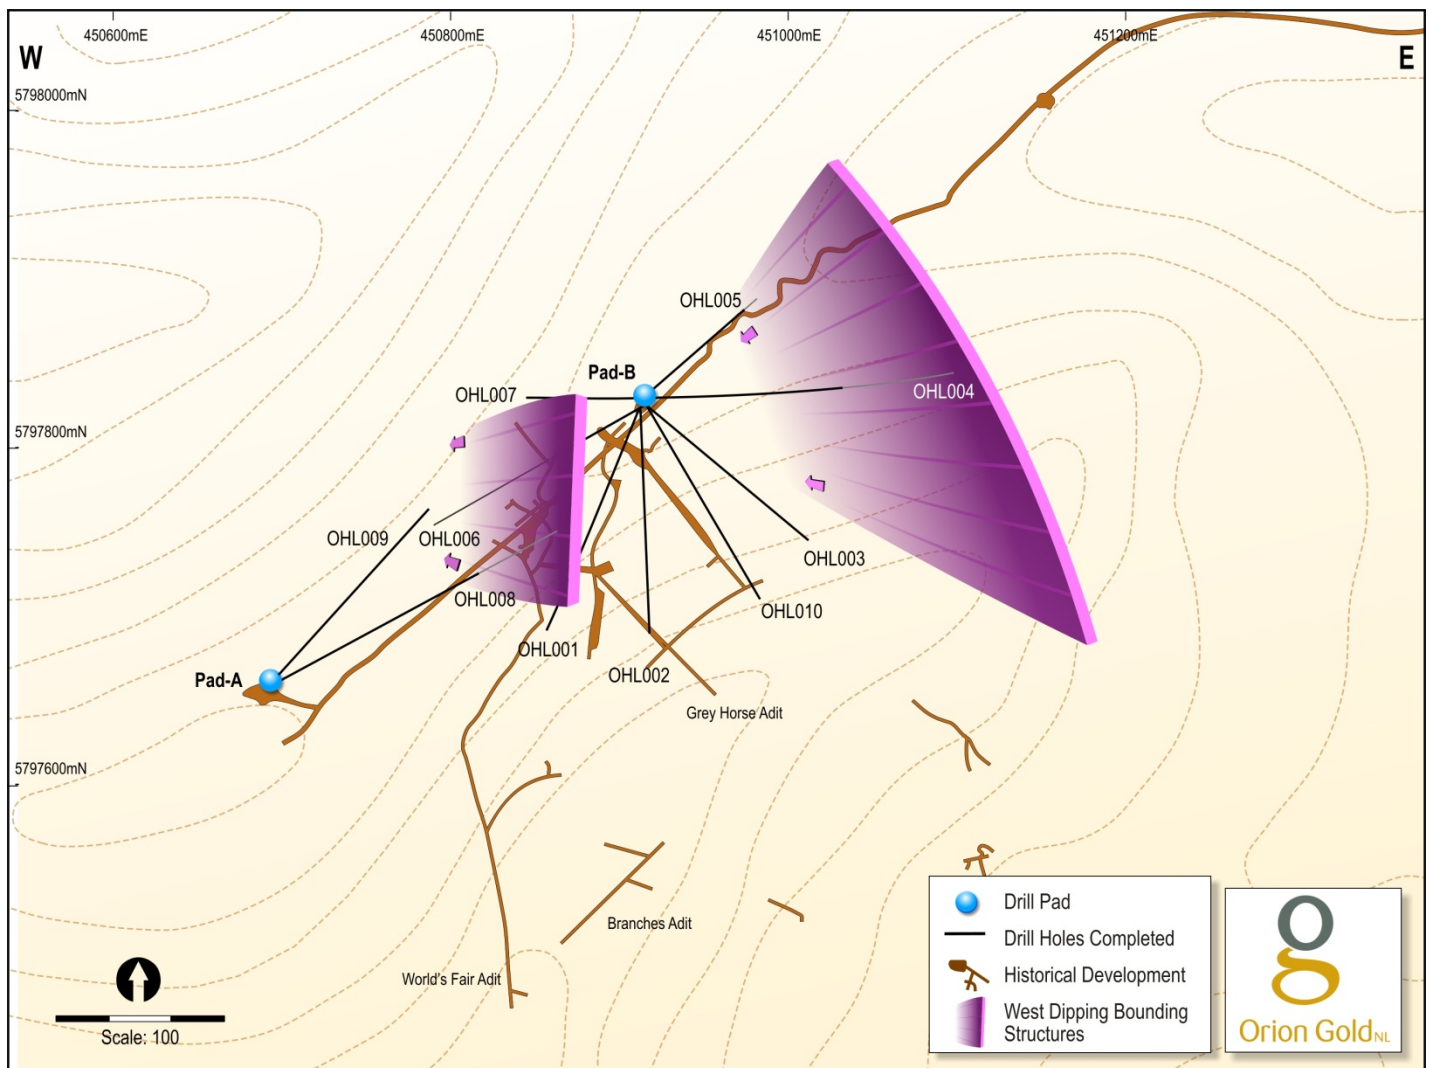 450600mE
450800mE
451000mE
451200mE
W
E
5798000mN
OHL005
Pad-B
OHL007
OHL004
5797800mN
OHL009
OHL006
OHL003
OHL008
OHL010
OHL001
OHL002
Pad-A
Grey Horse Adit
5797600mN
Branches Adit
World's Fair Adit
Scale: 100
Drill Pad
Drill Holes Completed
Historical Development
West Dipping Bounding
Structures
Orion Gold NL